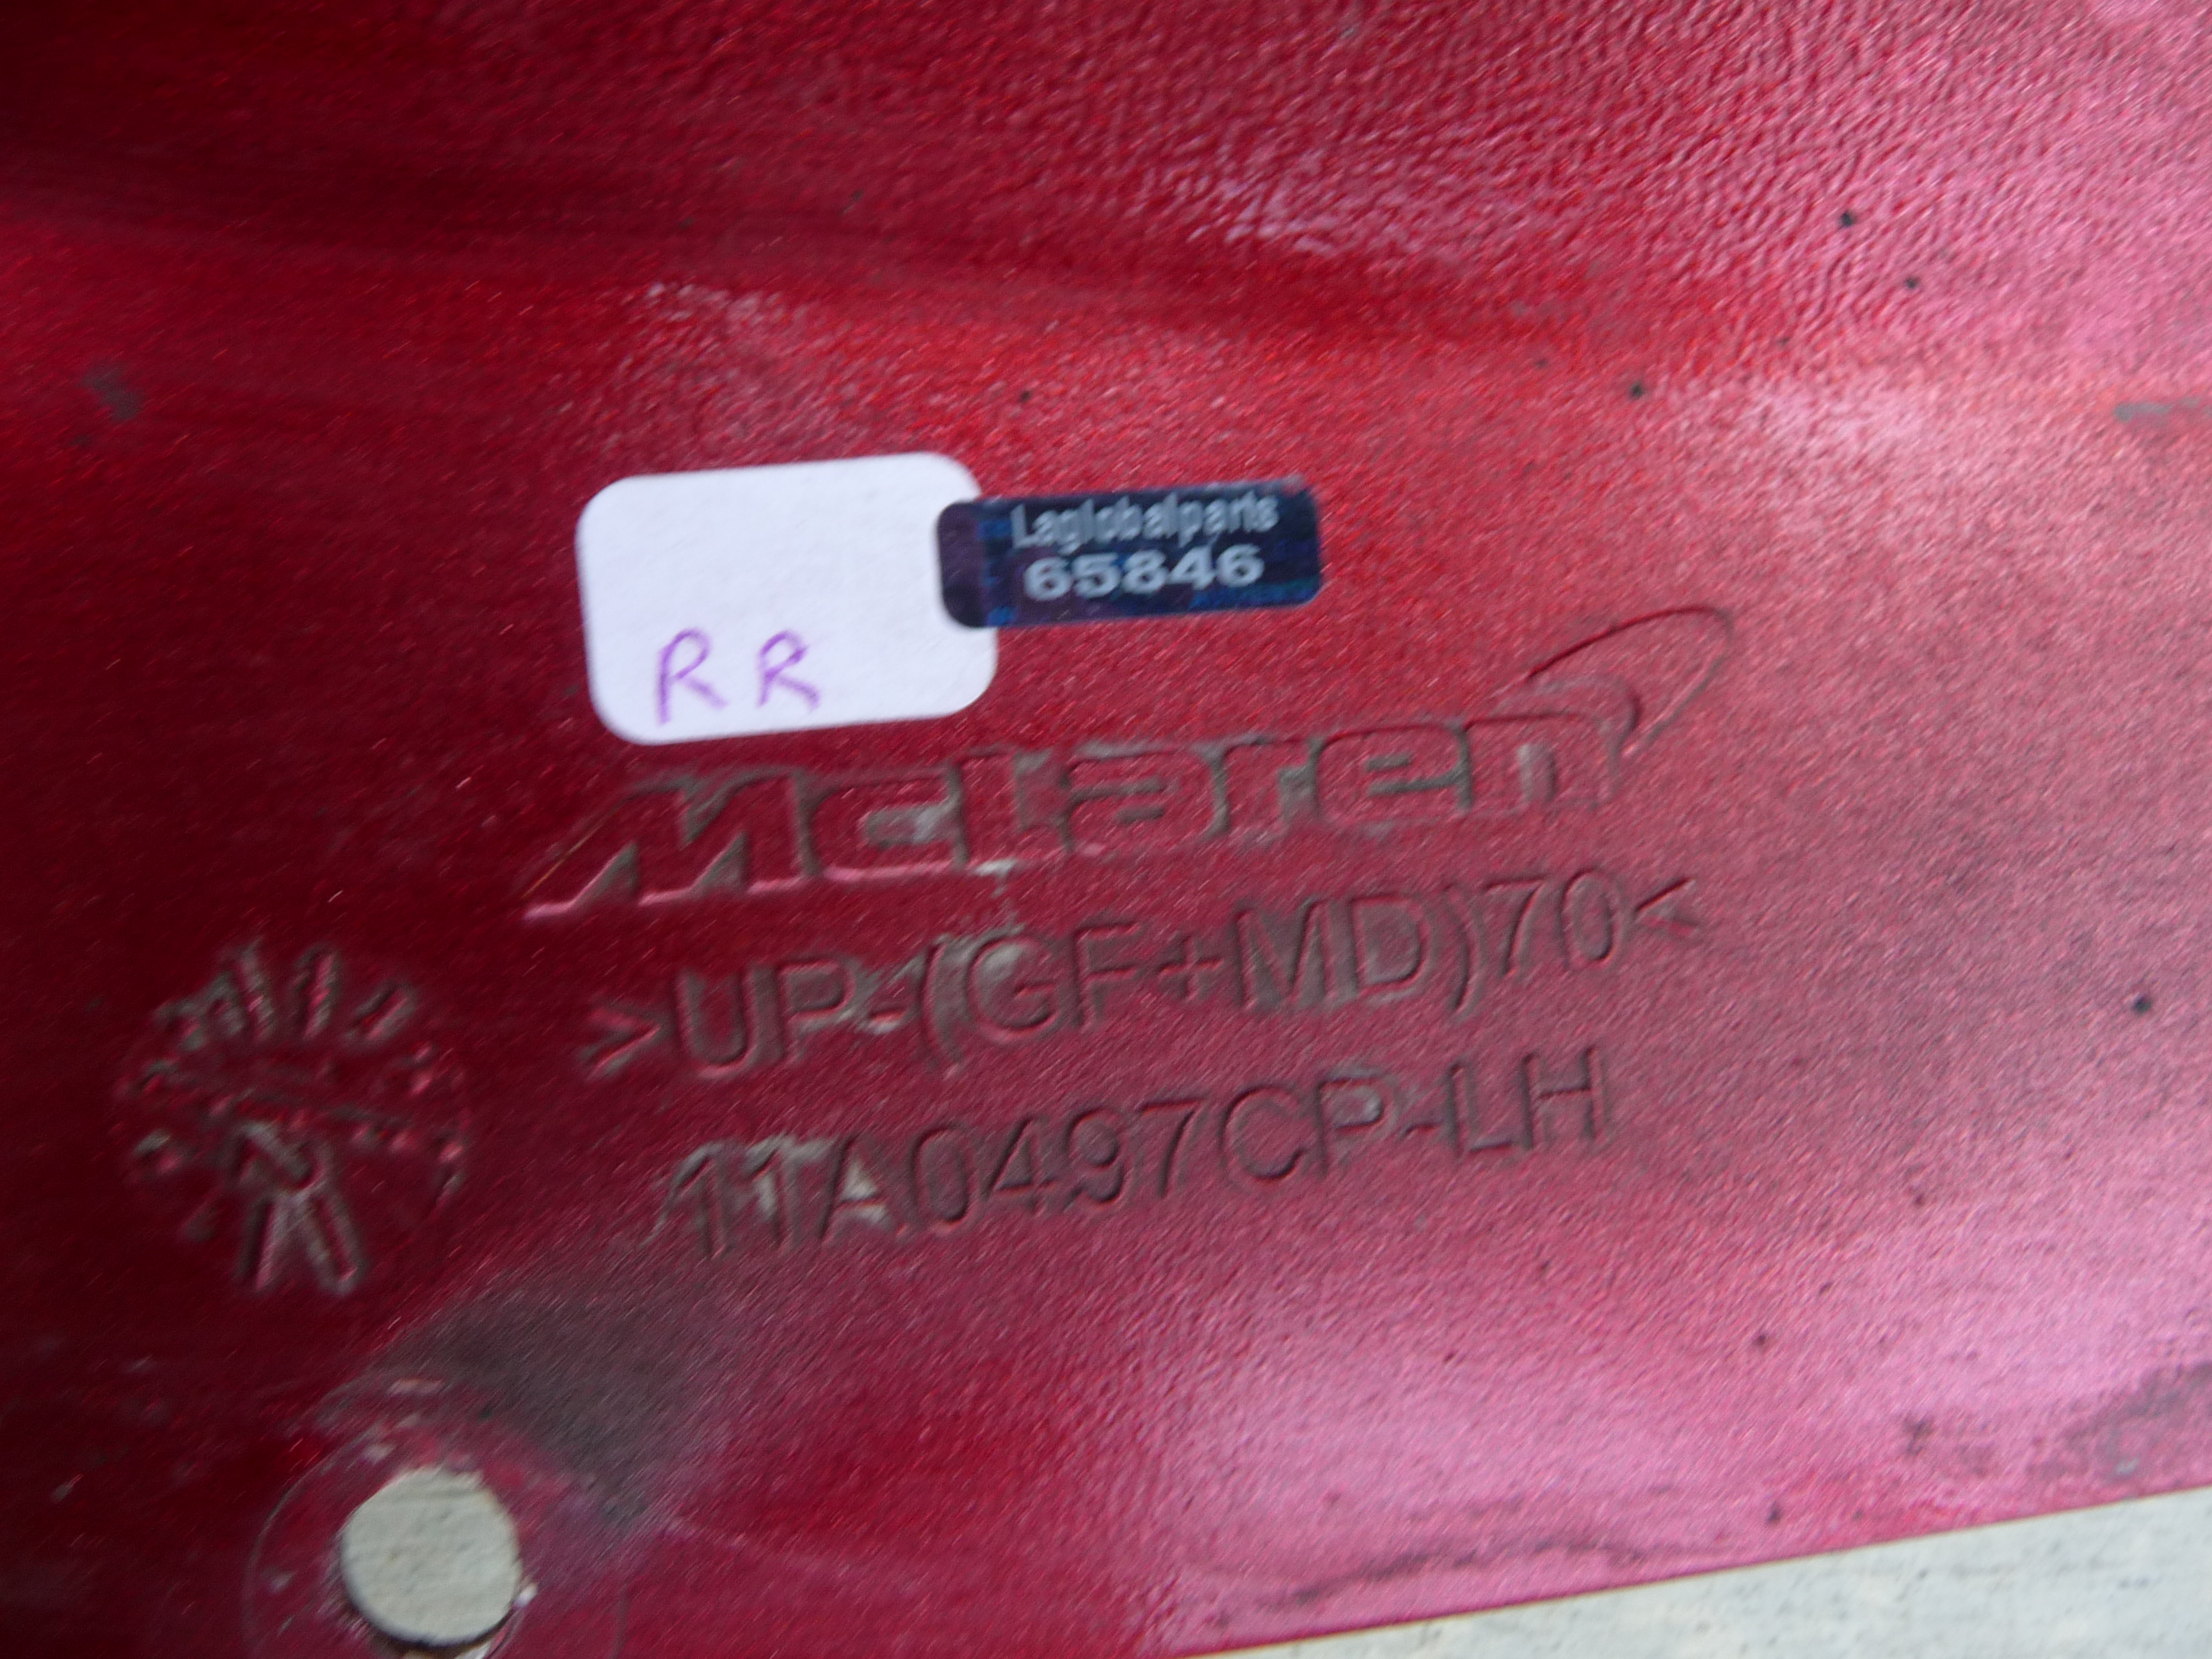 Laglobalparts
65846
RR
McLaren
>UP-(GF+MD)70<
11A0497CP-LH